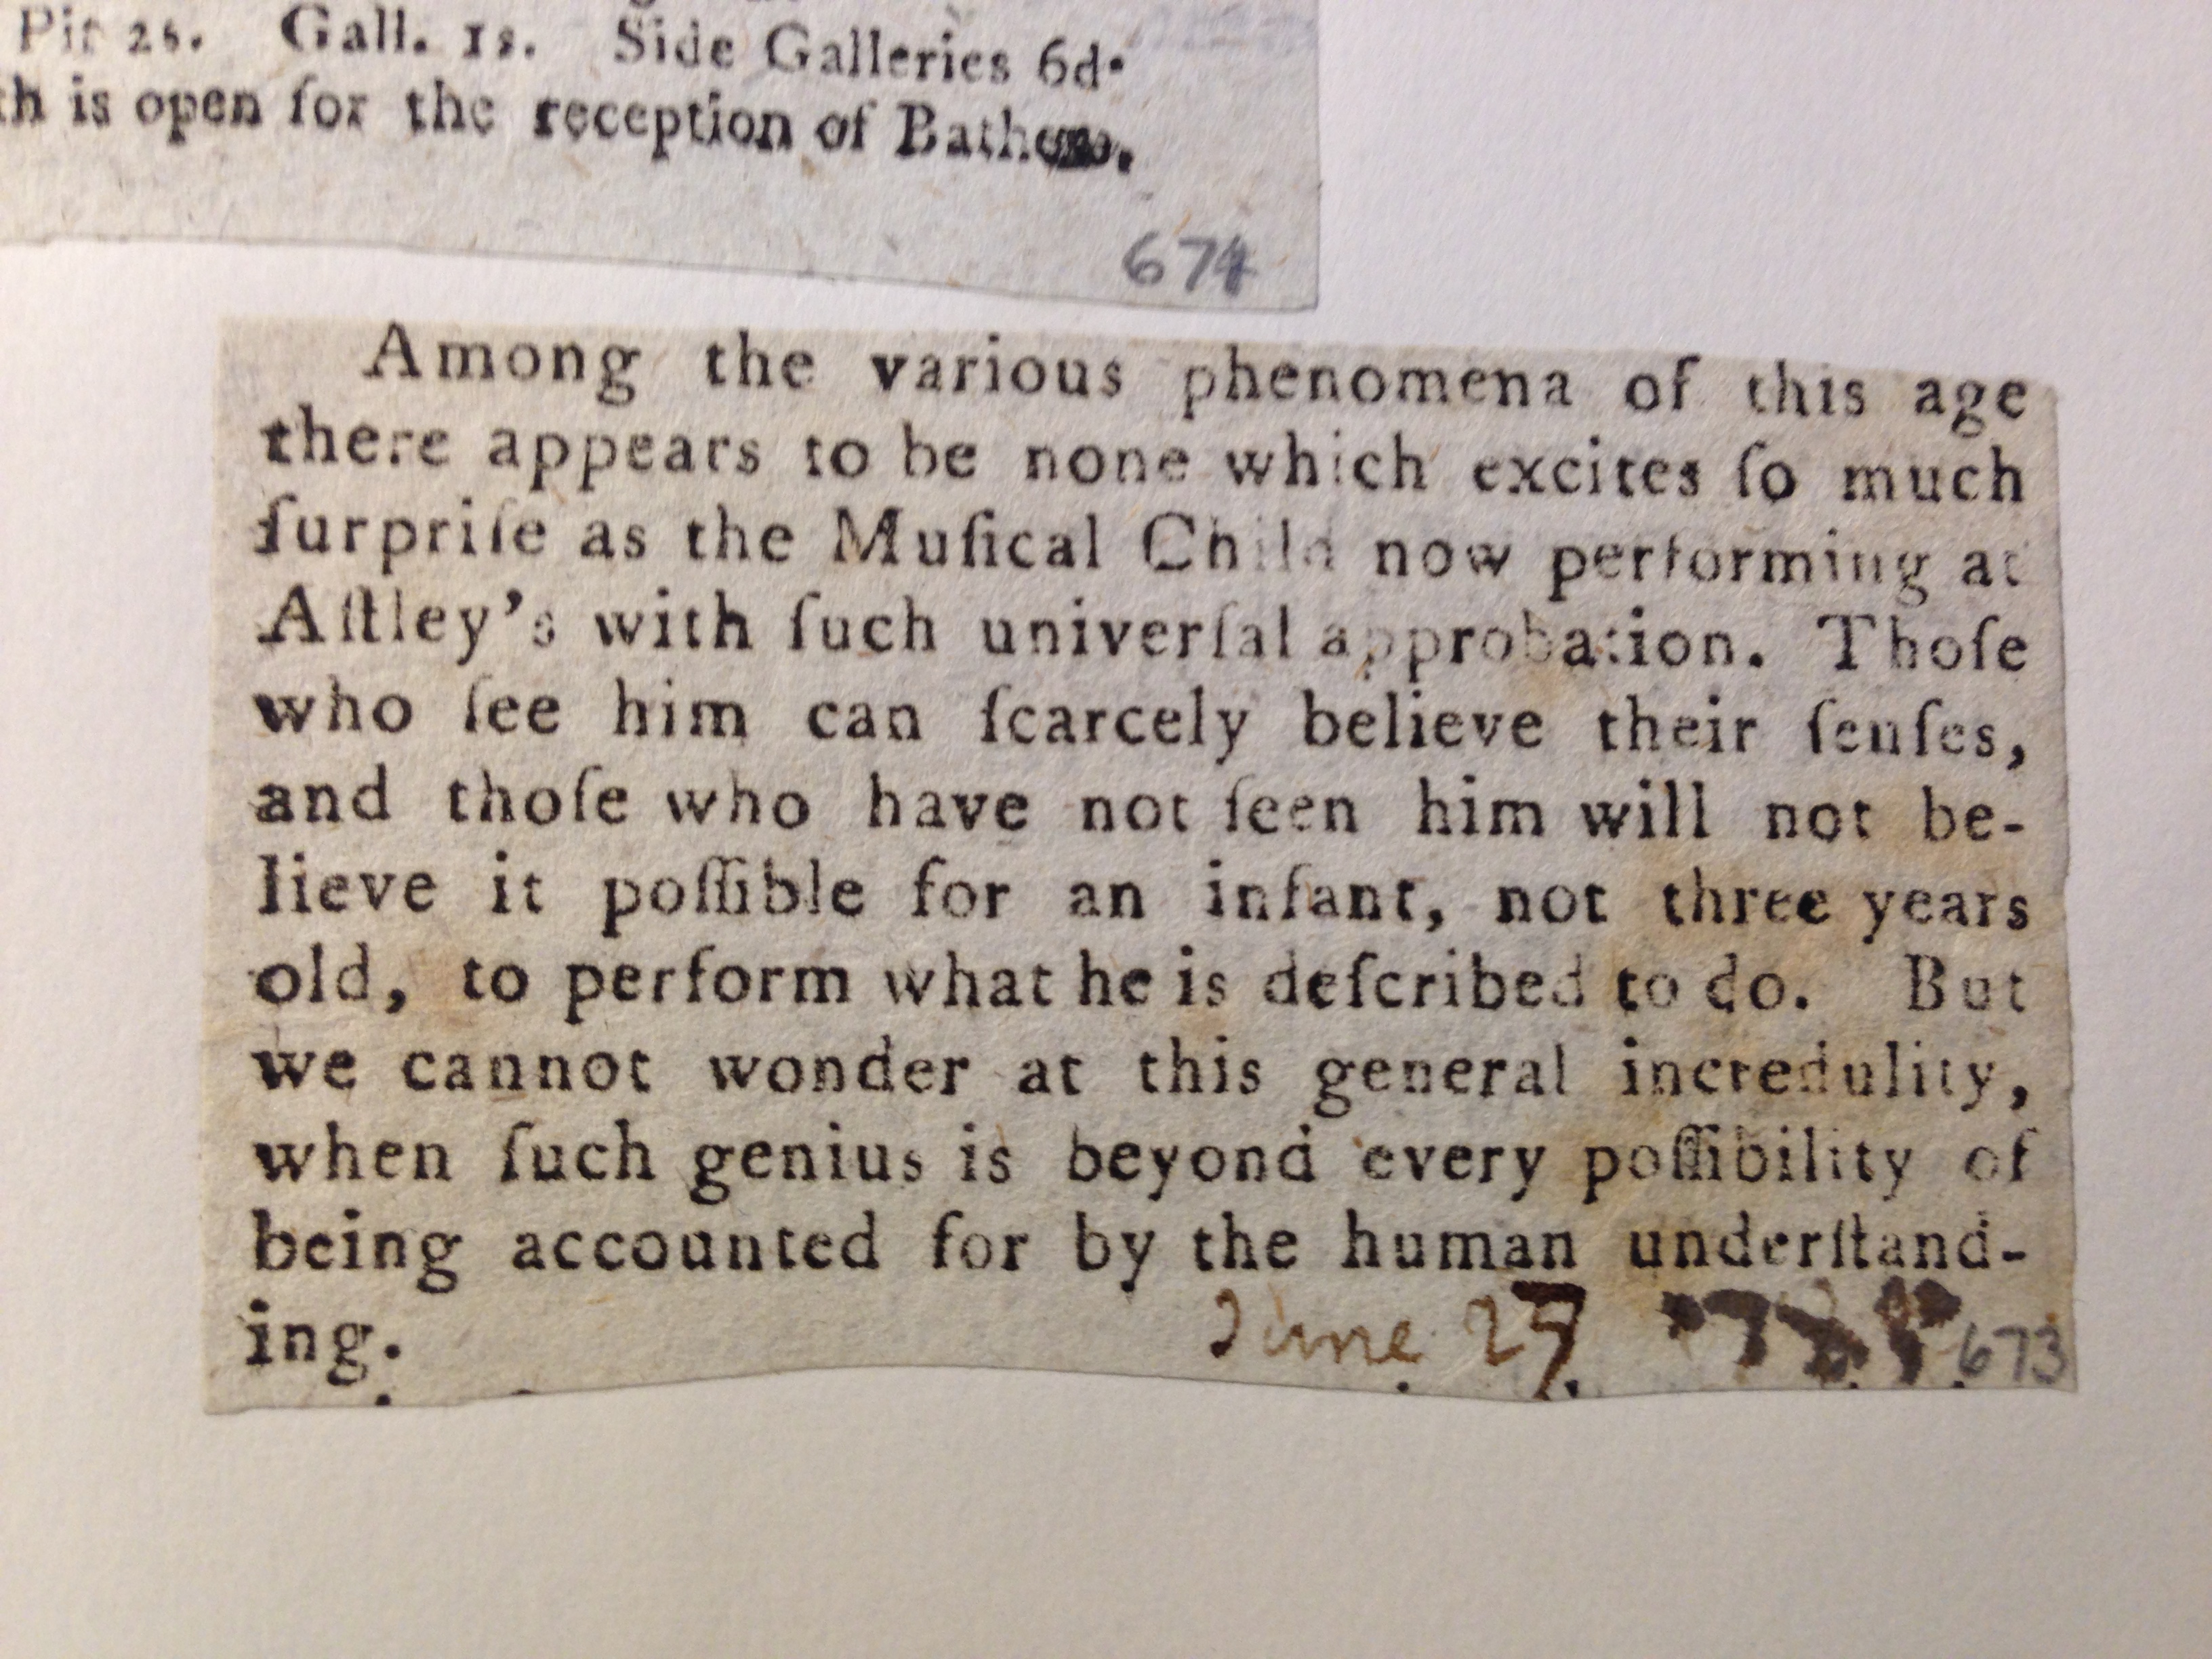 Pit 2s. Gall. 1s. Side Galleries 6d.
th is open for the reception of
674
Among the various phenomena of this age
there appears to be none which excites ſo much
ſurpriſe as the Muſical Child now performing at
Aſtley's with ſuch univerſal approbation. Thoſe
who ſee him can ſcarcely believe their ſenſes,
and thoſe who have not ſeen him will not be-
lieve it poſſible for an infant, not three years
old, to perform what he is deſcribed to do. But
we cannot wonder at this general incredulity,
when ſuch genius is beyond every poſſibility of
being accounted for by the human underſtand-
ing.
June 27
673